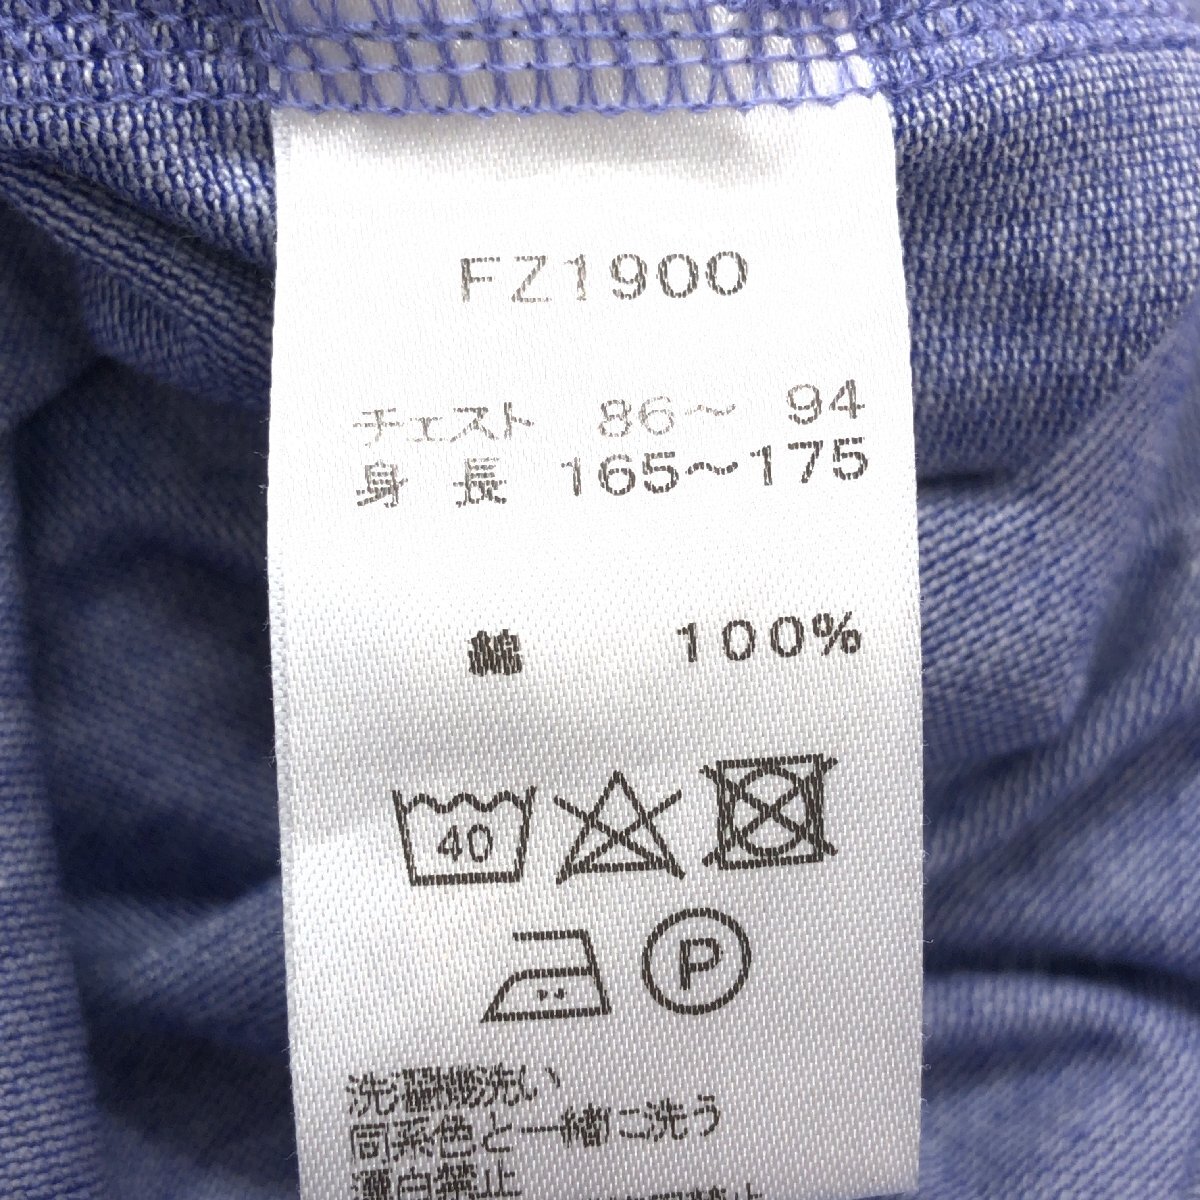 FZ1900
チェスト 86～ 94
身 長 165～175
綿 100%
40
P
洗濯機洗い
同系色と一緒に洗う
漂白禁止